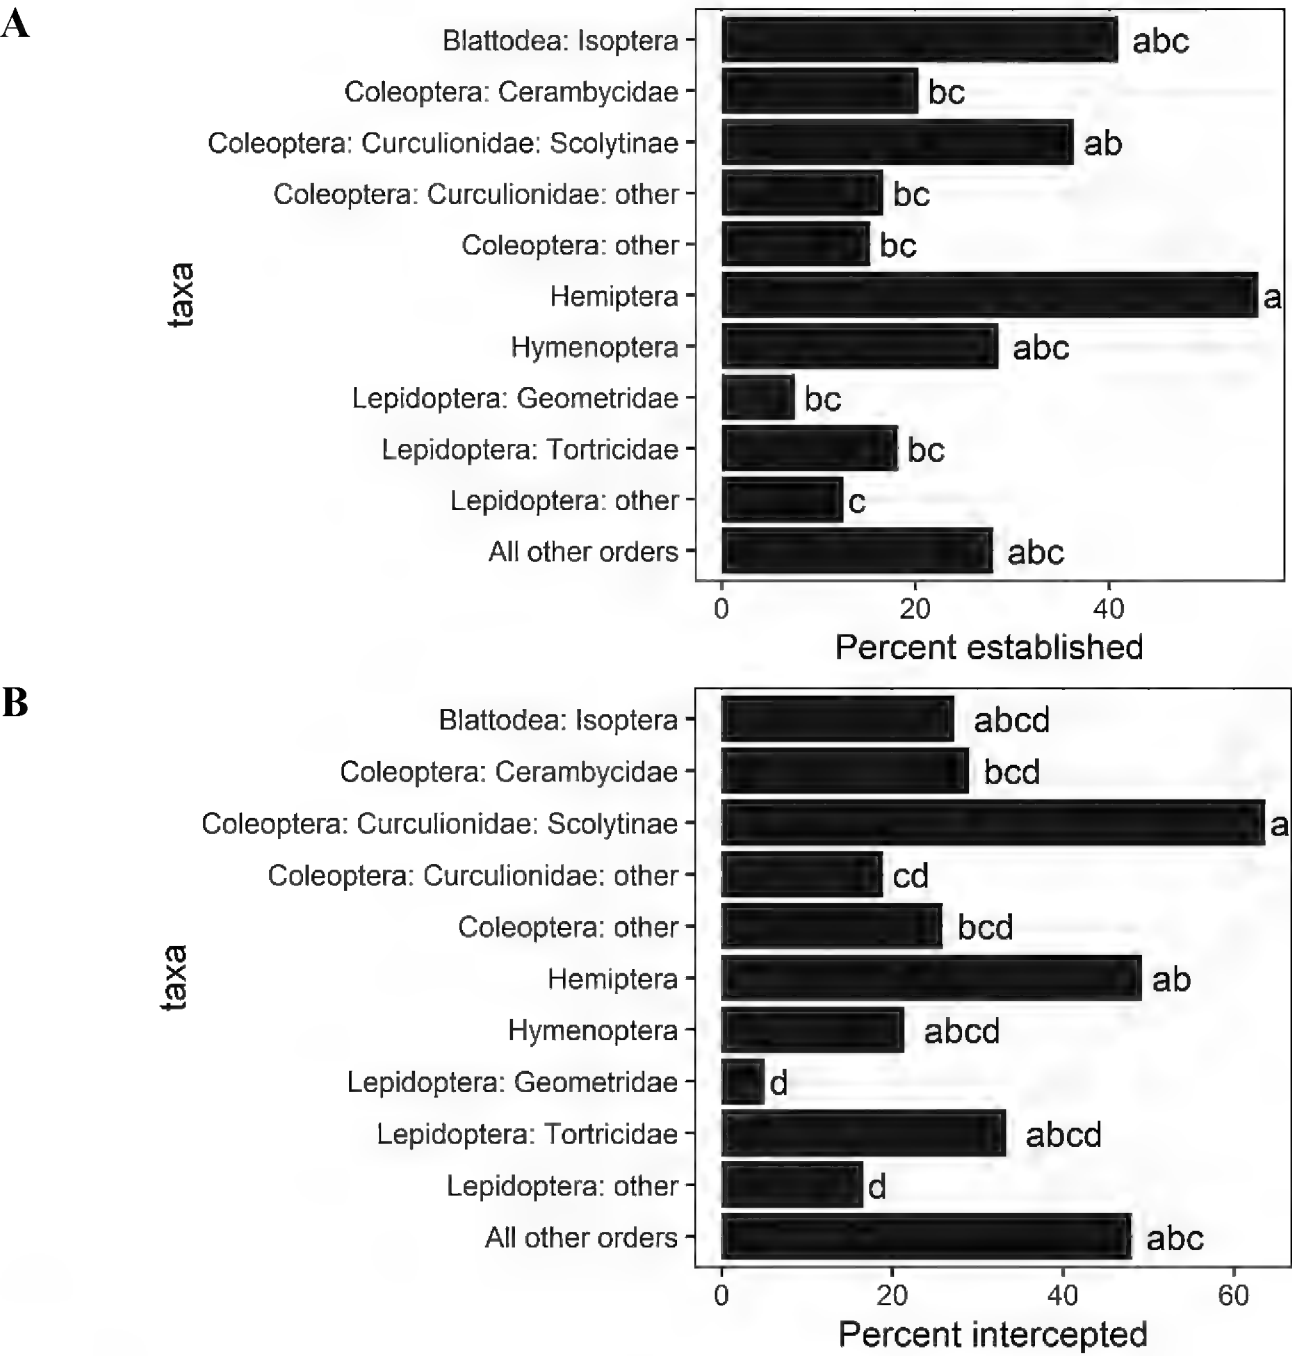 A
Blattodea: Isoptera abc
Coleoptera: Cerambycidae bc
Coleoptera: Curculionidae: Scolytinae ab
Coleoptera: Curculionidae: other bc
Coleoptera: other bc
Hemiptera a
Hymenoptera abc
Lepidoptera: Geometridae bc
Lepidoptera: Tortricidae bc
Lepidoptera: other c
All other orders abc
taxa
0 20 40
Percent established
B
Blattodea: Isoptera abcd
Coleoptera: Cerambycidae bcd
Coleoptera: Curculionidae: Scolytinae a
Coleoptera: Curculionidae: other cd
Coleoptera: other bcd
Hemiptera ab
Hymenoptera abcd
Lepidoptera: Geometridae d
Lepidoptera: Tortricidae abcd
Lepidoptera: other d
All other orders abc
taxa
0 20 40 60
Percent intercepted